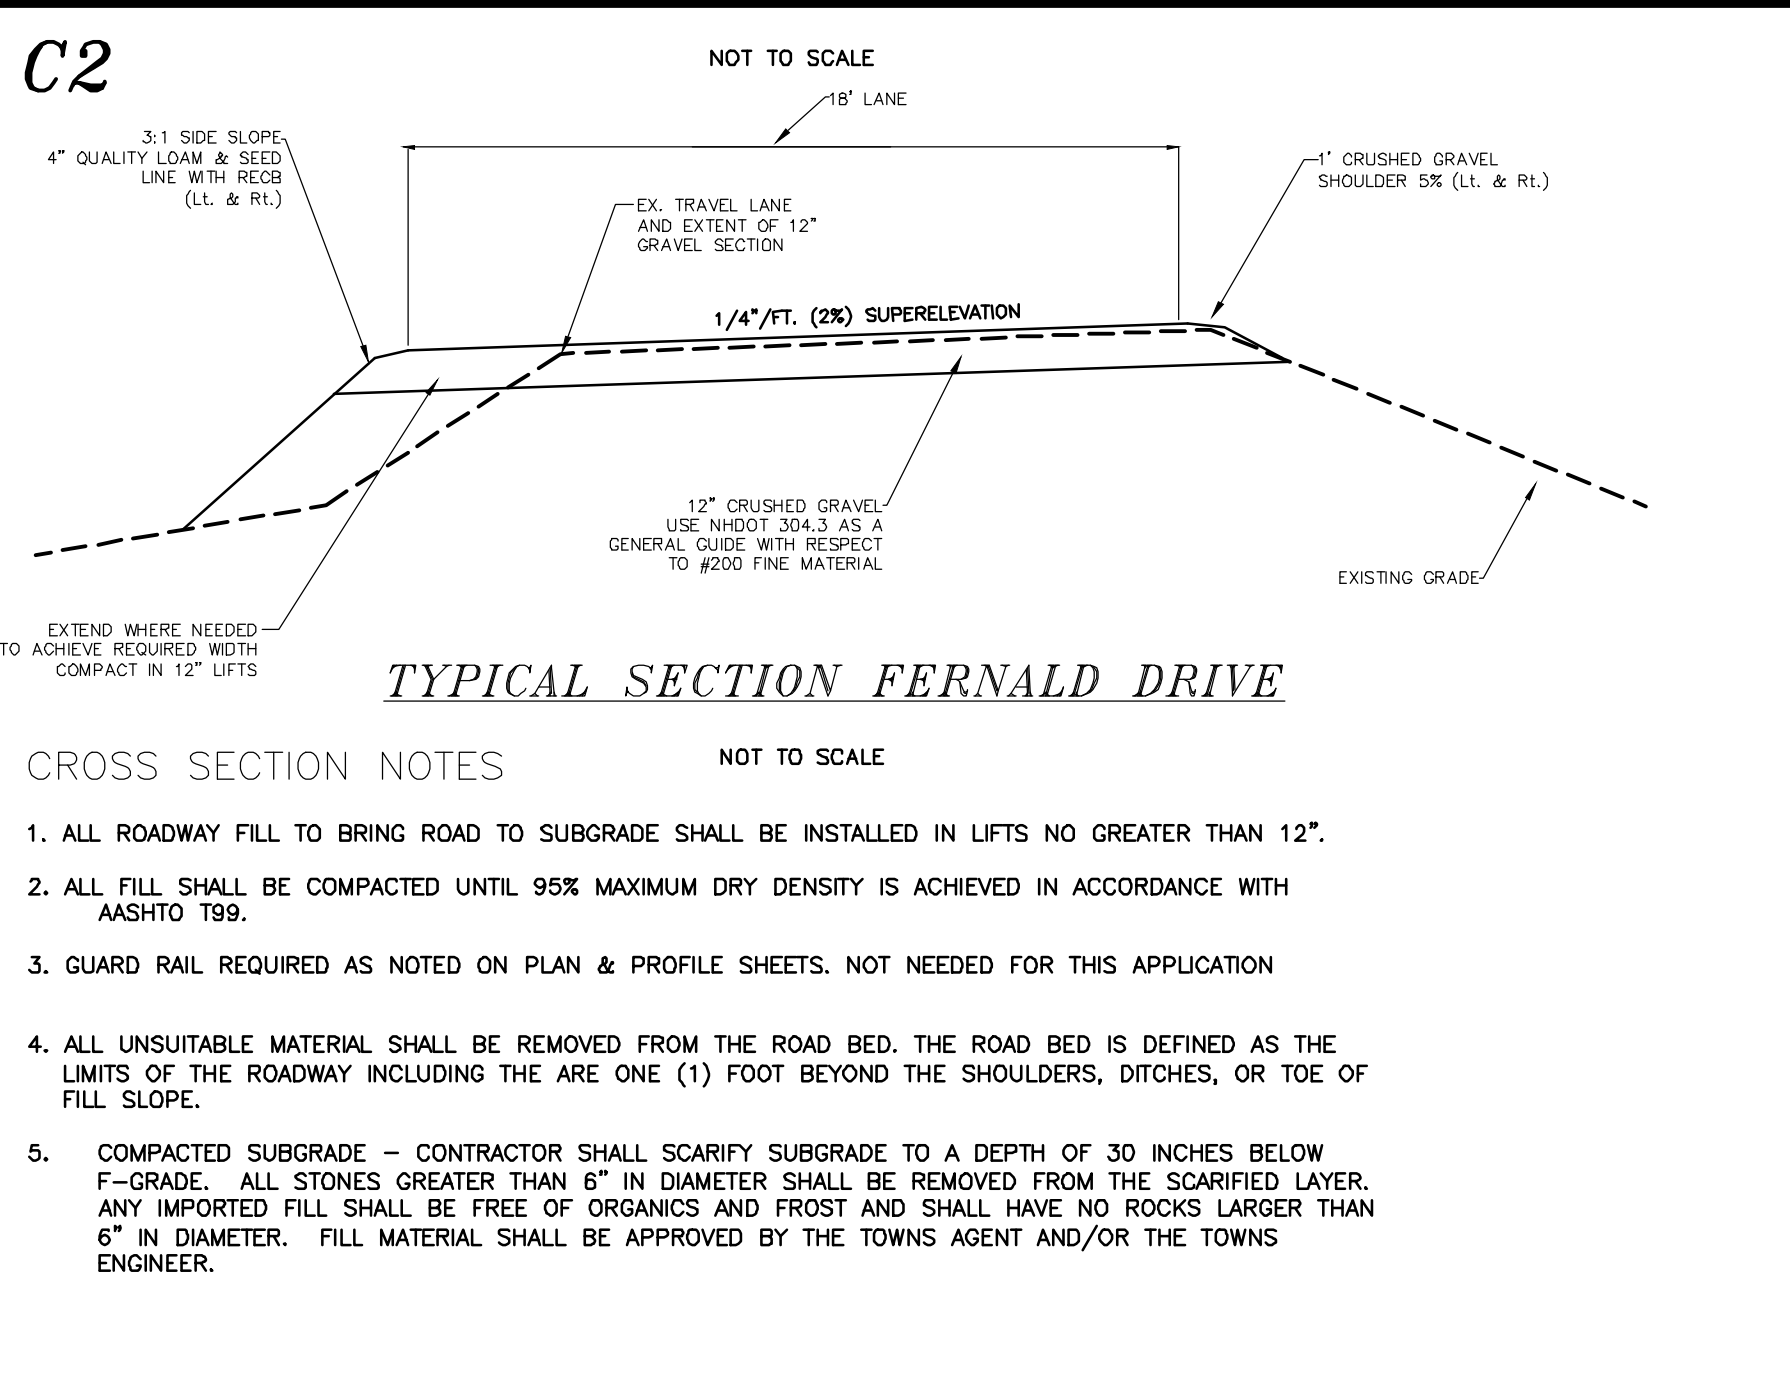 C2
NOT TO SCALE
18' LANE
3:1 SIDE SLOPE
4" QUALITY LOAM & SEED
LINE WITH RECB
(Lt. & Rt.)
1' CRUSHED GRAVEL
SHOULDER 5% (Lt. & Rt.)
EX. TRAVEL LANE
AND EXTENT OF 12"
GRAVEL SECTION
1/4"/FT. (2%) SUPERELEVATION
12" CRUSHED GRAVEL
USE NHDOT 304.3 AS A
GENERAL GUIDE WITH RESPECT
TO #200 FINE MATERIAL
EXISTING GRADE
EXTEND WHERE NEEDED
TO ACHIEVE REQUIRED WIDTH
COMPACT IN 12" LIFTS
TYPICAL SECTION FERNALD DRIVE
NOT TO SCALE
CROSS SECTION NOTES
1. ALL ROADWAY FILL TO BRING ROAD TO SUBGRADE SHALL BE INSTALLED IN LIFTS NO GREATER THAN 12".
2. ALL FILL SHALL BE COMPACTED UNTIL 95% MAXIMUM DRY DENSITY IS ACHIEVED IN ACCORDANCE WITH
AASHTO T99.
3. GUARD RAIL REQUIRED AS NOTED ON PLAN & PROFILE SHEETS. NOT NEEDED FOR THIS APPLICATION
4. ALL UNSUITABLE MATERIAL SHALL BE REMOVED FROM THE ROAD BED. THE ROAD BED IS DEFINED AS THE
LIMITS OF THE ROADWAY INCLUDING THE ARE ONE (1) FOOT BEYOND THE SHOULDERS, DITCHES, OR TOE OF
FILL SLOPE.
5. COMPACTED SUBGRADE – CONTRACTOR SHALL SCARIFY SUBGRADE TO A DEPTH OF 30 INCHES BELOW
F–GRADE. ALL STONES GREATER THAN 6" IN DIAMETER SHALL BE REMOVED FROM THE SCARIFIED LAYER.
ANY IMPORTED FILL SHALL BE FREE OF ORGANICS AND FROST AND SHALL HAVE NO ROCKS LARGER THAN
6" IN DIAMETER. FILL MATERIAL SHALL BE APPROVED BY THE TOWNS AGENT AND/OR THE TOWNS
ENGINEER.